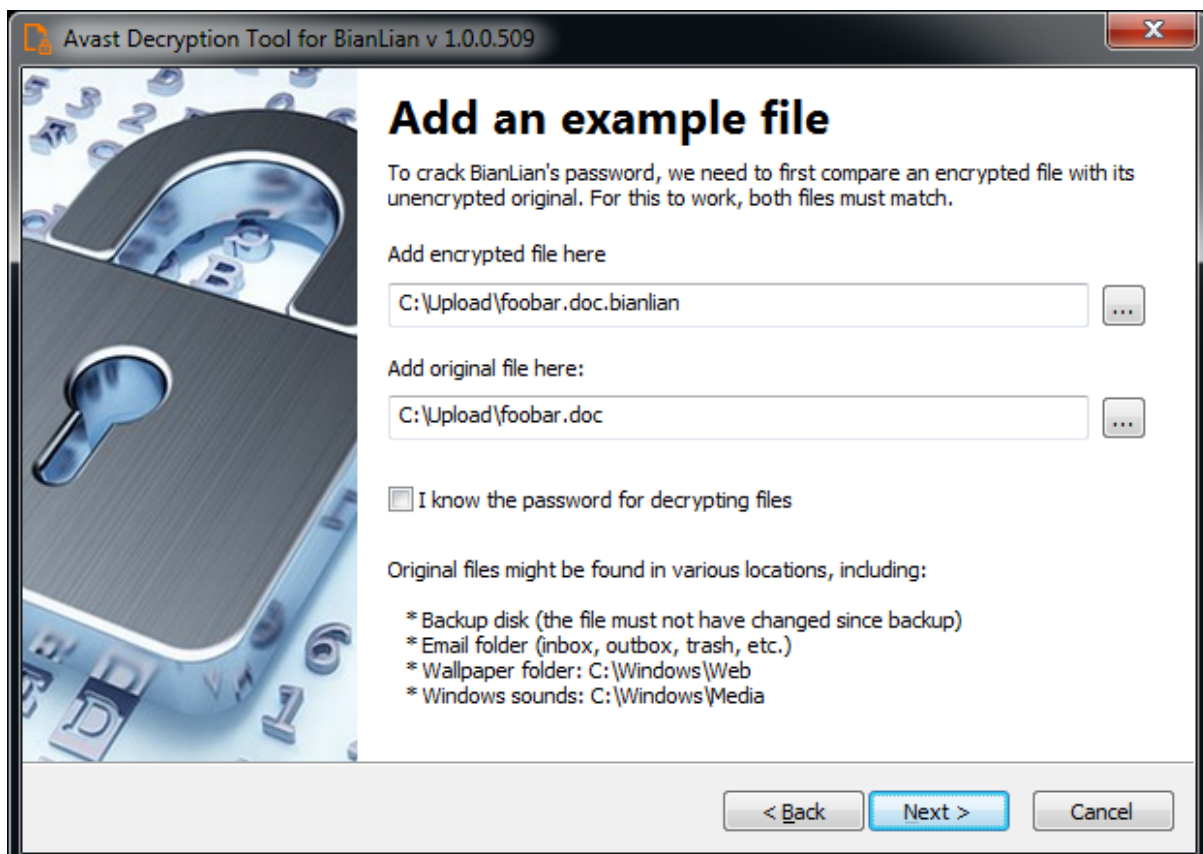 Avast Decryption Tool for BianLian v 1.0.0.509
Add an example file
To crack BianLian's password, we need to first compare an encrypted file with its
unencrypted original. For this to work, both files must match.
Add encrypted file here
C:\Upload\foobar.doc.bianlian
...
Add original file here:
C:\Upload\foobar.doc
...
I know the password for decrypting files
Original files might be found in various locations, including:
* Backup disk (the file must not have changed since backup)
* Email folder (inbox, outbox, trash, etc.)
* Wallpaper folder: C:\Windows\Web
* Windows sounds: C:\Windows\Media
< Back
Next >
Cancel